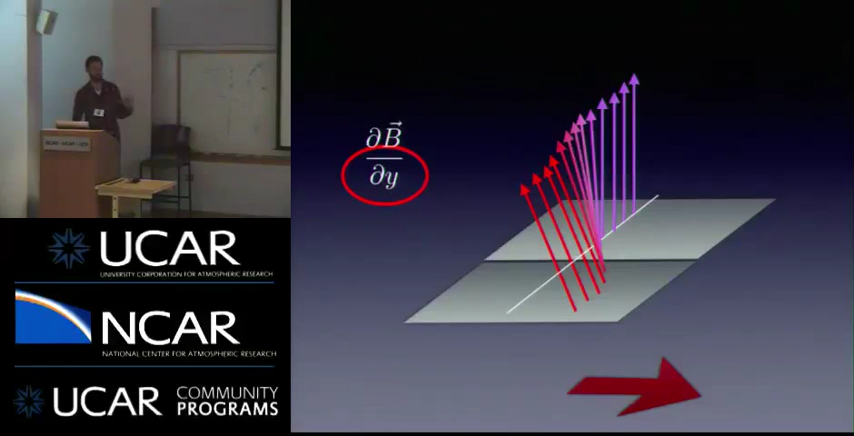 UCAR
UNIVERSITY CORPORATION FOR ATMOSPHERIC RESEARCH
NCAR
NATIONAL CENTER FOR ATMOSPHERIC RESEARCH
UCAR COMMUNITY PROGRAMS
∂B⃗
∂y